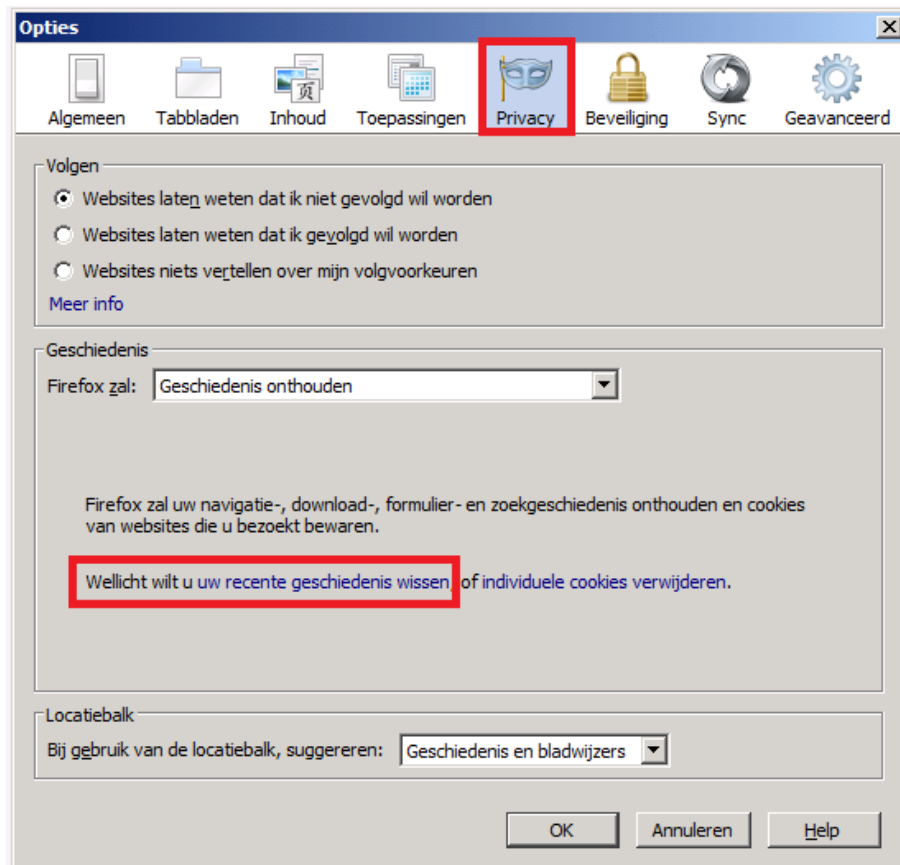 Opties
Algemeen Tabbladen Inhoud Toepassingen Privacy Beveiliging Sync Geavanceerd
页
Volgen
Websites laten weten dat ik niet gevolgd wil worden
Websites laten weten dat ik gevolgd wil worden
Websites niets vertellen over mijn volgvoorkeuren
Meer info
Geschiedenis
Firefox zal: Geschiedenis onthouden
Firefox zal uw navigatie-, download-, formulier- en zoekgeschiedenis onthouden en cookies
van websites die u bezoekt bewaren.
Wellicht wilt u uw recente geschiedenis wissen, of individuele cookies verwijderen.
Locatiebalk
Bij gebruik van de locatiebalk, suggereren: Geschiedenis en bladwijzers
OK Annuleren Help